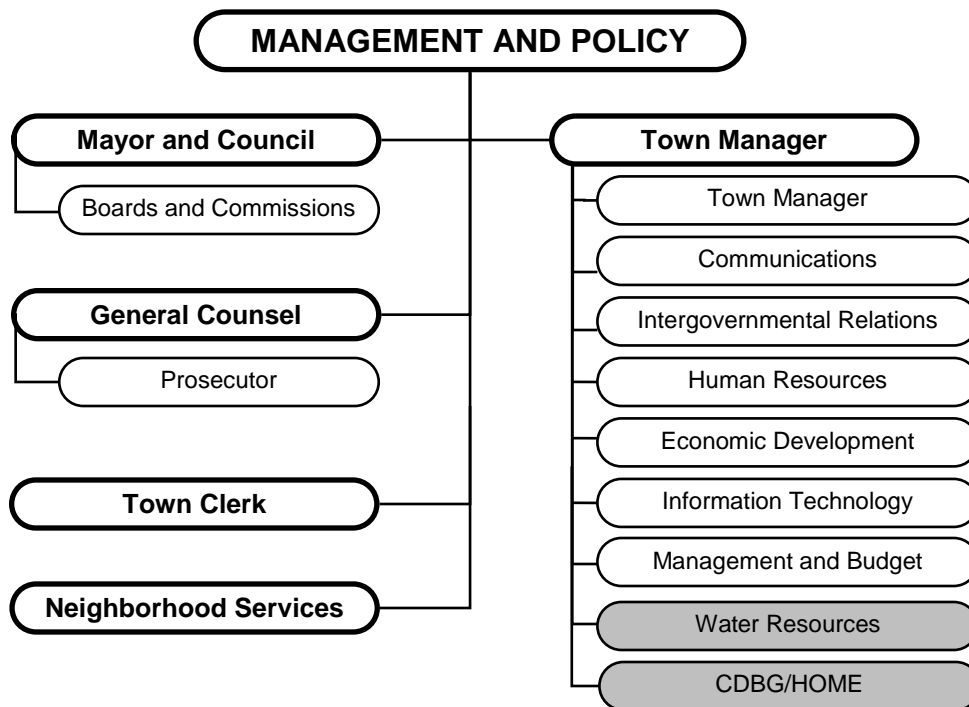 MANAGEMENT AND POLICY
Mayor and Council
Boards and Commissions
General Counsel
Prosecutor
Town Clerk
Neighborhood Services
Town Manager
Town Manager
Communications
Intergovernmental Relations
Human Resources
Economic Development
Information Technology
Management and Budget
Water Resources
CDBG/HOME